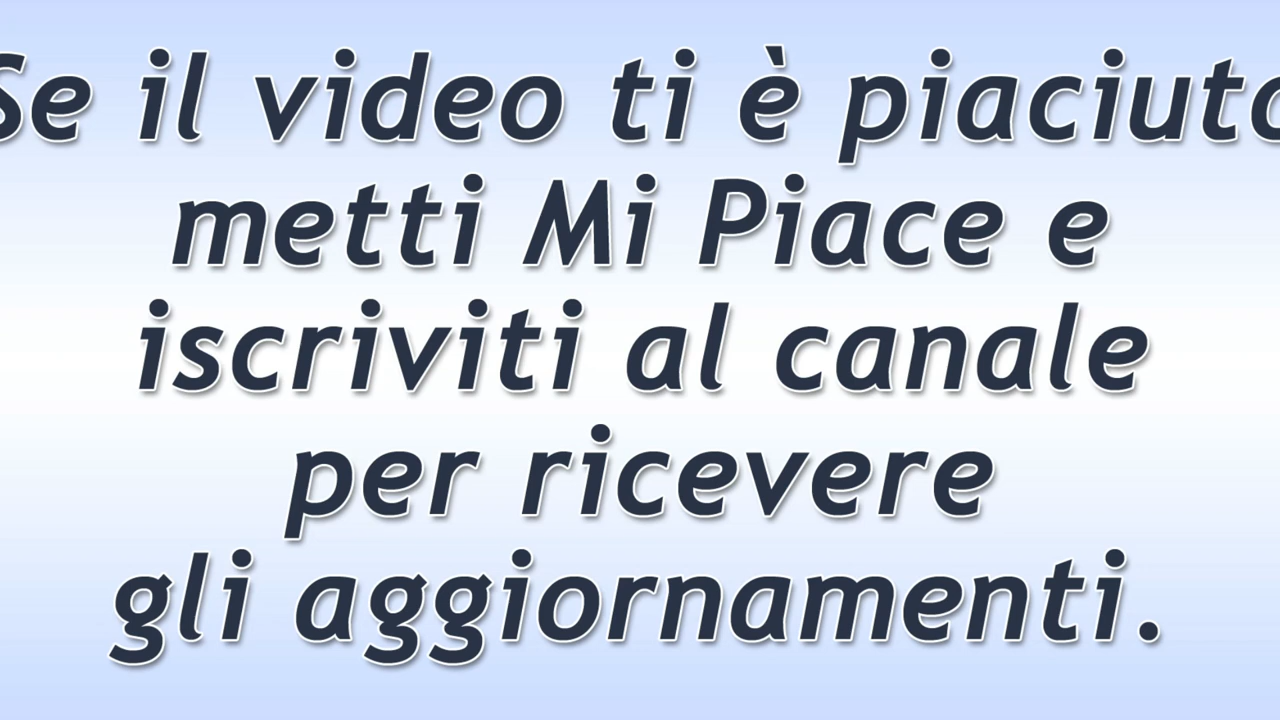 Se il video ti è piaciuto
metti Mi Piace e
iscriviti al canale
per ricevere
gli aggiornamenti.